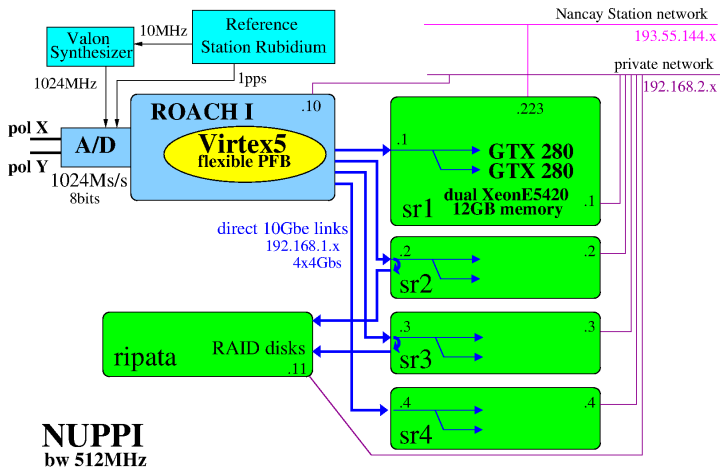 Nancay Station network
193.55.144.x
private network
192.168.2.x
Valon
Synthesizer
10MHz
Reference
Station Rubidium
1024MHz
1pps
ROACH I
.10
pol X
pol Y
A/D
1024Ms/s
8bits
Virtex5
flexible PFB
.223
.1
GTX 280
GTX 280
dual XeonE5420
12GB memory
sr1
.1
direct 10Gbe links
192.168.1.x
4x4Gbs
.2
.2
sr2
.3
.3
sr3
ripata
RAID disks
.11
.4
.4
sr4
NUPPI
bw 512MHz